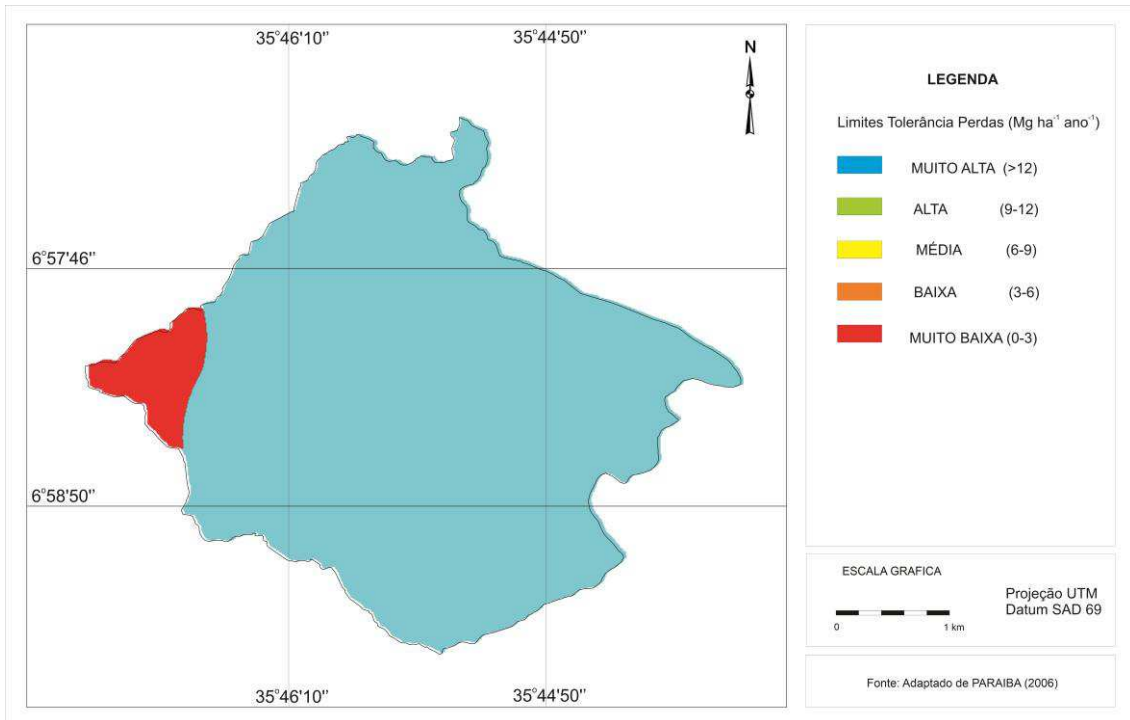 35°46'10" 35°44'50"
N
6°57'46"
6°58'50"
35°46'10" 35°44'50"
LEGENDA
Limites Tolerância Perdas (Mg ha⁻¹ ano⁻¹)
MUITO ALTA (>12)
ALTA (9-12)
MÉDIA (6-9)
BAIXA (3-6)
MUITO BAIXA (0-3)
ESCALA GRAFICA
0 1 km
Projeção UTM
Datum SAD 69
Fonte: Adaptado de PARAIBA (2006)